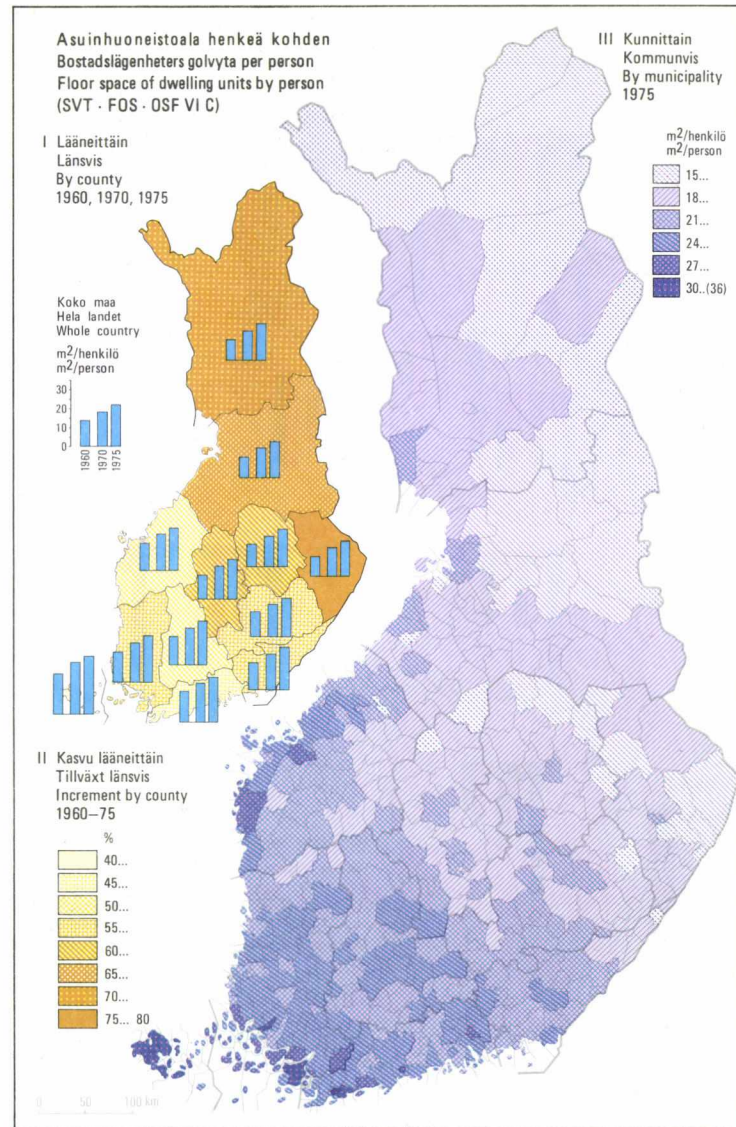 Asuinhuoneistoala henkeä kohden
Bostadslägenheters golvyta per person
Floor space of dwelling units by person
(SVT · FOS · OSF VI C)
I Lääneittäin
Länsvis
By county
1960, 1970, 1975
Koko maa
Hela landet
Whole country
m²/henkilö
m²/person
30
20
10
0
1960
1970
1975
II Kasvu lääneittäin
Tillväxt länsvis
Increment by county
1960–75
%
40...
45...
50...
55...
60...
65...
70...
75... 80
0 50 100 km
III Kunnittain
Kommunvis
By municipality
1975
m²/henkilö
m²/person
15...
18...
21...
24...
27...
30..(36)